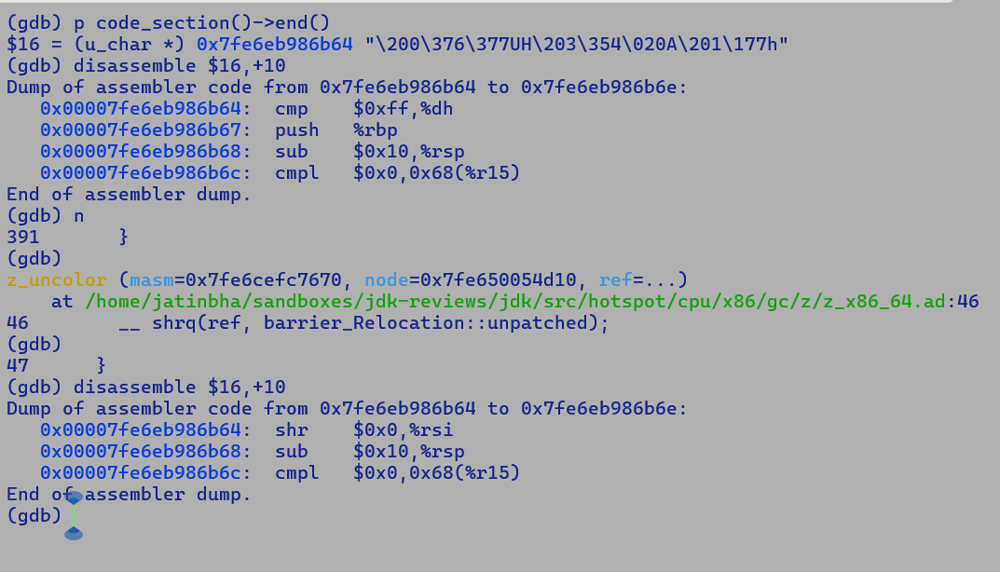 (gdb) p code_section()->end()
$16 = (u_char *) 0x7fe6eb986b64 "\200\376\377UH\203\354\020A\201\177h"
(gdb) disassemble $16,+10
Dump of assembler code from 0x7fe6eb986b64 to 0x7fe6eb986b6e:
   0x00007fe6eb986b64:  cmp    $0xff,%dh
   0x00007fe6eb986b67:  push   %rbp
   0x00007fe6eb986b68:  sub    $0x10,%rsp
   0x00007fe6eb986b6c:  cmpl   $0x0,0x68(%r15)
End of assembler dump.
(gdb) n
391       }
(gdb)
z_uncolor (masm=0x7fe6cefc7670, node=0x7fe650054d10, ref=...)
    at /home/jatinbha/sandboxes/jdk-reviews/jdk/src/hotspot/cpu/x86/gc/z/z_x86_64.ad:46
46        __ shrq(ref, barrier_Relocation::unpatched);
(gdb)
47      }
(gdb) disassemble $16,+10
Dump of assembler code from 0x7fe6eb986b64 to 0x7fe6eb986b6e:
   0x00007fe6eb986b64:  shr    $0x0,%rsi
   0x00007fe6eb986b68:  sub    $0x10,%rsp
   0x00007fe6eb986b6c:  cmpl   $0x0,0x68(%r15)
End of assembler dump.
(gdb)